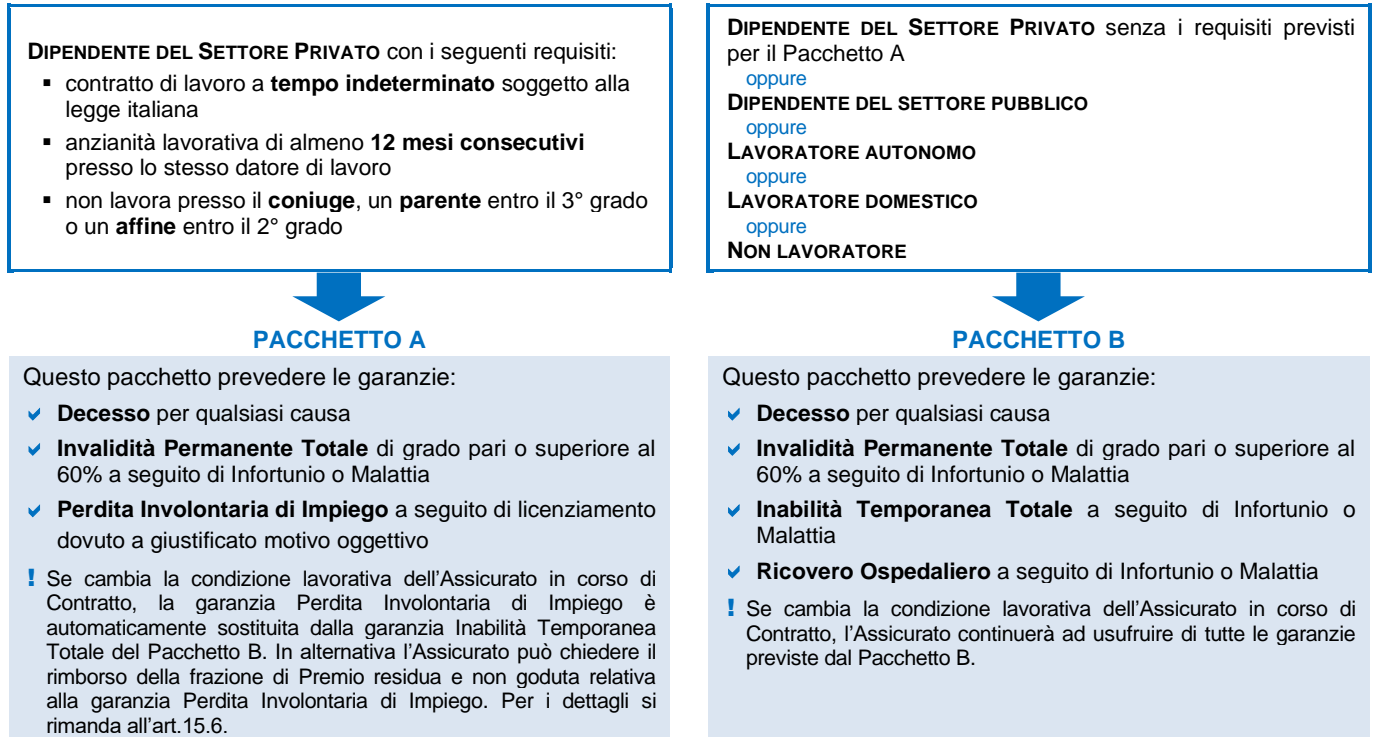 DIPENDENTE DEL SETTORE PRIVATO con i seguenti requisiti:
▪ contratto di lavoro a tempo indeterminato soggetto alla
legge italiana
▪ anzianità lavorativa di almeno 12 mesi consecutivi
presso lo stesso datore di lavoro
▪ non lavora presso il coniuge, un parente entro il 3° grado
o un affine entro il 2° grado
PACCHETTO A
Questo pacchetto prevedere le garanzie:
✓ Decesso per qualsiasi causa
✓ Invalidità Permanente Totale di grado pari o superiore al
60% a seguito di Infortunio o Malattia
✓ Perdita Involontaria di Impiego a seguito di licenziamento
dovuto a giustificato motivo oggettivo
! Se cambia la condizione lavorativa dell'Assicurato in corso di
Contratto, la garanzia Perdita Involontaria di Impiego è
automaticamente sostituita dalla garanzia Inabilità Temporanea
Totale del Pacchetto B. In alternativa l'Assicurato può chiedere il
rimborso della frazione di Premio residua e non goduta relativa
alla garanzia Perdita Involontaria di Impiego. Per i dettagli si
rimanda all'art.15.6.
DIPENDENTE DEL SETTORE PRIVATO senza i requisiti previsti
per il Pacchetto A
oppure
DIPENDENTE DEL SETTORE PUBBLICO
oppure
LAVORATORE AUTONOMO
oppure
LAVORATORE DOMESTICO
oppure
NON LAVORATORE
PACCHETTO B
Questo pacchetto prevedere le garanzie:
✓ Decesso per qualsiasi causa
✓ Invalidità Permanente Totale di grado pari o superiore al
60% a seguito di Infortunio o Malattia
✓ Inabilità Temporanea Totale a seguito di Infortunio o
Malattia
✓ Ricovero Ospedaliero a seguito di Infortunio o Malattia
! Se cambia la condizione lavorativa dell'Assicurato in corso di
Contratto, l'Assicurato continuerà ad usufruire di tutte le garanzie
previste dal Pacchetto B.